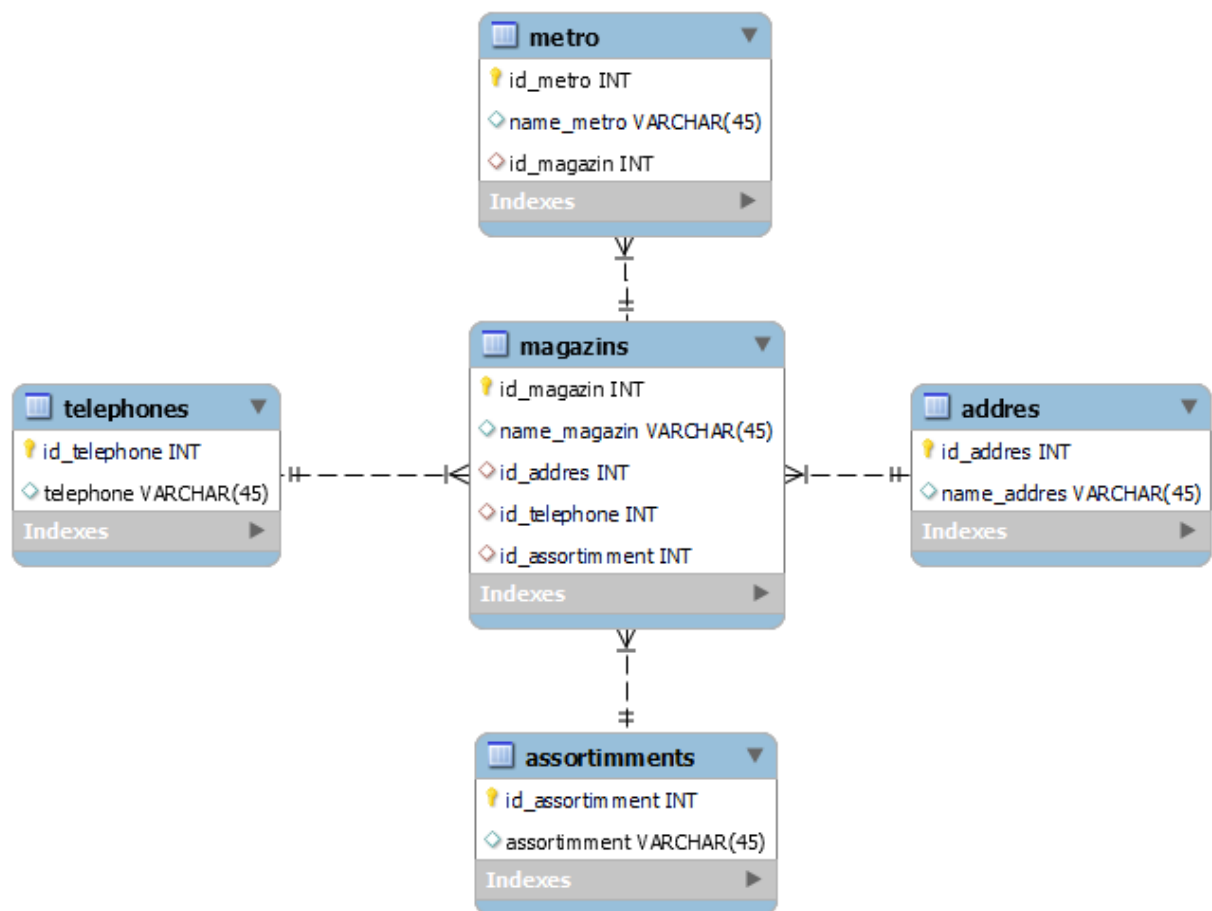 metro
id_metro INT
name_metro VARCHAR(45)
id_magazin INT
Indexes
magazins
id_magazin INT
name_magazin VARCHAR(45)
id_addres INT
id_telephone INT
id_assortimment INT
Indexes
telephones
id_telephone INT
telephone VARCHAR(45)
Indexes
addres
id_addres INT
name_addres VARCHAR(45)
Indexes
assortimments
id_assortimment INT
assortimment VARCHAR(45)
Indexes